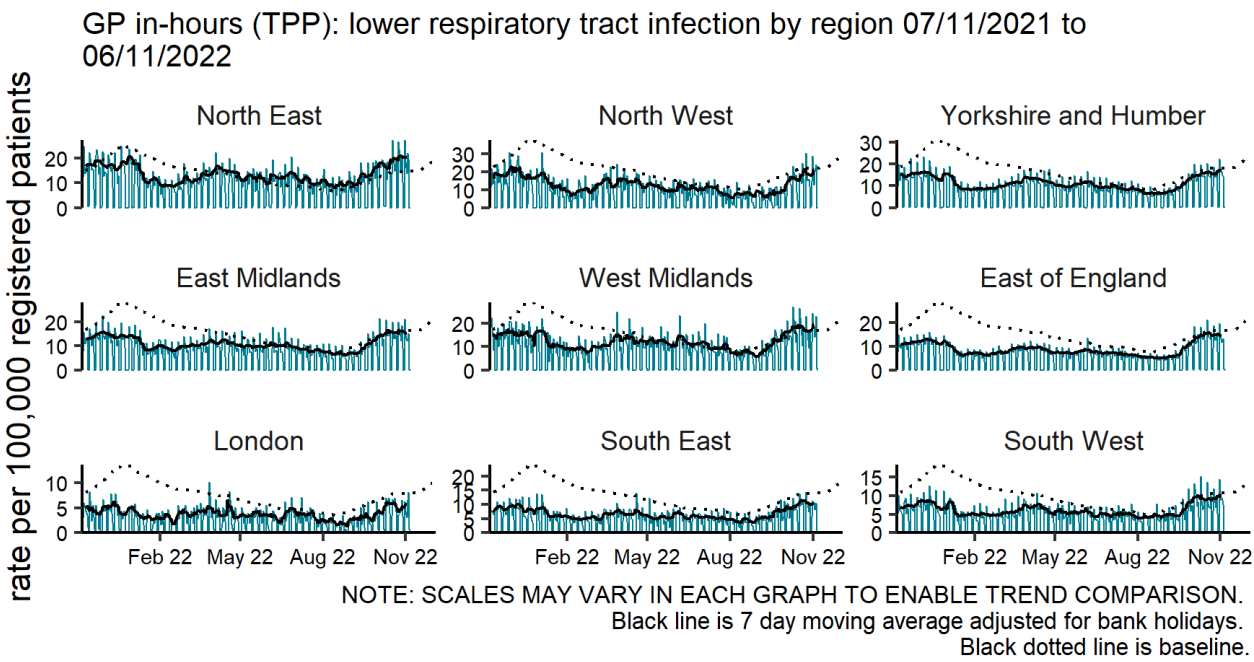 GP in-hours (TPP): lower respiratory tract infection by region 07/11/2021 to
06/11/2022
rate per 100,000 registered patients
North East
20
10
0
North West
30
20
10
0
Yorkshire and Humber
30
20
10
0
East Midlands
20
10
0
West Midlands
20
10
0
East of England
20
10
0
London
10
5
0
South East
20
15
10
5
0
South West
15
10
5
0
Feb 22 May 22 Aug 22 Nov 22
Feb 22 May 22 Aug 22 Nov 22
Feb 22 May 22 Aug 22 Nov 22
NOTE: SCALES MAY VARY IN EACH GRAPH TO ENABLE TREND COMPARISON.
Black line is 7 day moving average adjusted for bank holidays.
Black dotted line is baseline.